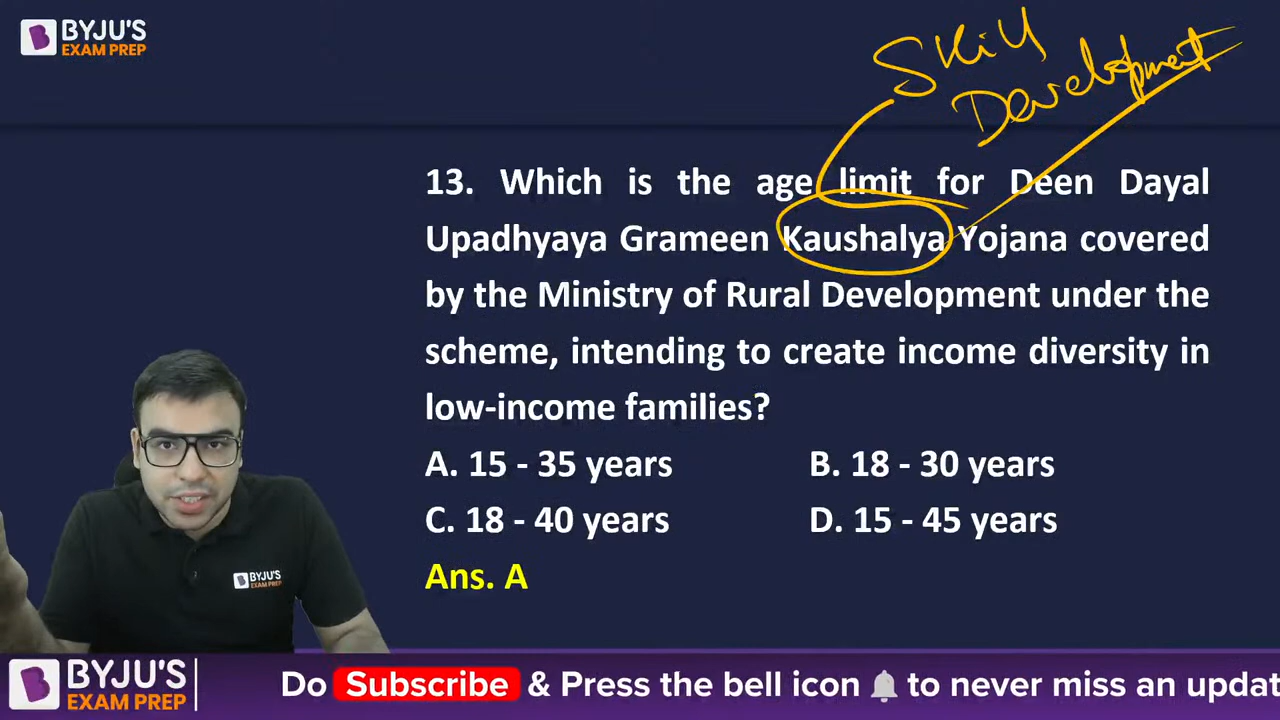 BYJU'S
EXAM PREP
Skill
Development
13. Which is the age limit for Deen Dayal
Upadhyaya Grameen Kaushalya Yojana covered
by the Ministry of Rural Development under the
scheme, intending to create income diversity in
low-income families?
A. 15 - 35 years
B. 18 - 30 years
C. 18 - 40 years
D. 15 - 45 years
Ans. A
BYJU'S
EXAM PREP
BYJU'S
EXAM PREP
Do Subscribe & Press the bell icon to never miss an updat